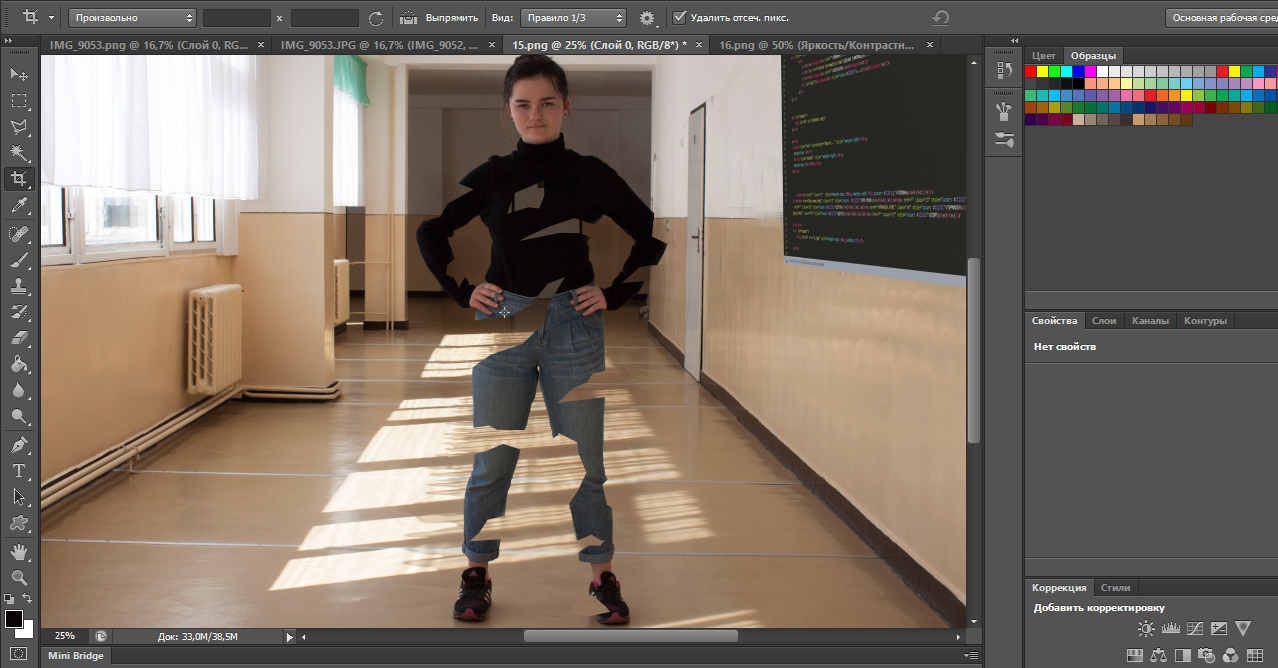 Произвольно x Выпрямить Вид: Правило 1/3 Удалить отсеч. пикс. Основная рабочая сре
IMG_9053.png @ 16,7% (Слой 0, RG... × IMG_9053.JPG @ 16,7% (IMG_9052, ... × 15.png @ 25% (Слой 0, RGB/8*) * × 16.png @ 50% (Яркость/Контрастн... ×
Цвет Образцы
Свойства Слои Каналы Контуры
Нет свойств
Коррекция Стили
Добавить корректировку
25% Док: 33,0M/38,5M
Mini Bridge